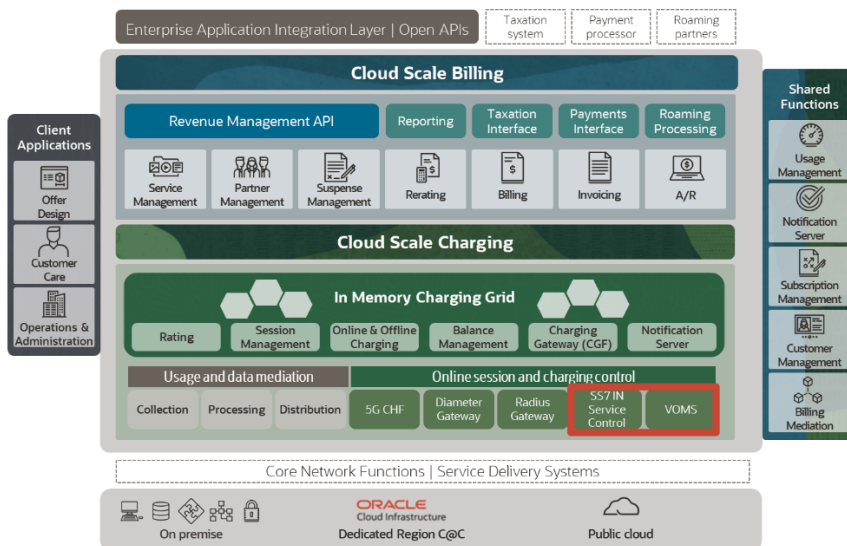 Enterprise Application Integration Layer | Open APIs
Taxation
system
Payment
processor
Roaming
partners
Cloud Scale Billing
Revenue Management API
Reporting
Taxation
Interface
Payments
Interface
Roaming
Processing
Service
Management
Partner
Management
Suspense
Management
Rerating
Billing
Invoicing
A/R
Client
Applications
Offer
Design
Customer
Care
Operations &
Administration
Cloud Scale Charging
In Memory Charging Grid
Rating
Session
Management
Online & Offline
Charging
Balance
Management
Charging
Gateway (CGF)
Notification
Server
Usage and data mediation
Online session and charging control
Collection
Processing
Distribution
5G CHF
Diameter
Gateway
Radius
Gateway
SS7 IN
Service
Control
VOMS
Shared
Functions
Usage
Management
Notification
Server
Subscription
Management
Customer
Management
Billing
Mediation
Core Network Functions | Service Delivery Systems
On premise
ORACLE
Cloud Infrastructure
Dedicated Region C@C
Public cloud